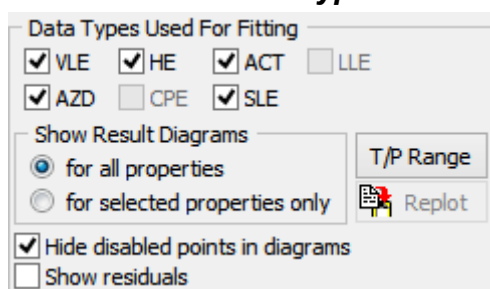 Data Types Used For Fitting
VLE HE ACT LLE
AZD CPE SLE
Show Result Diagrams
for all properties
T/P Range
for selected properties only
Replot
Hide disabled points in diagrams
Show residuals